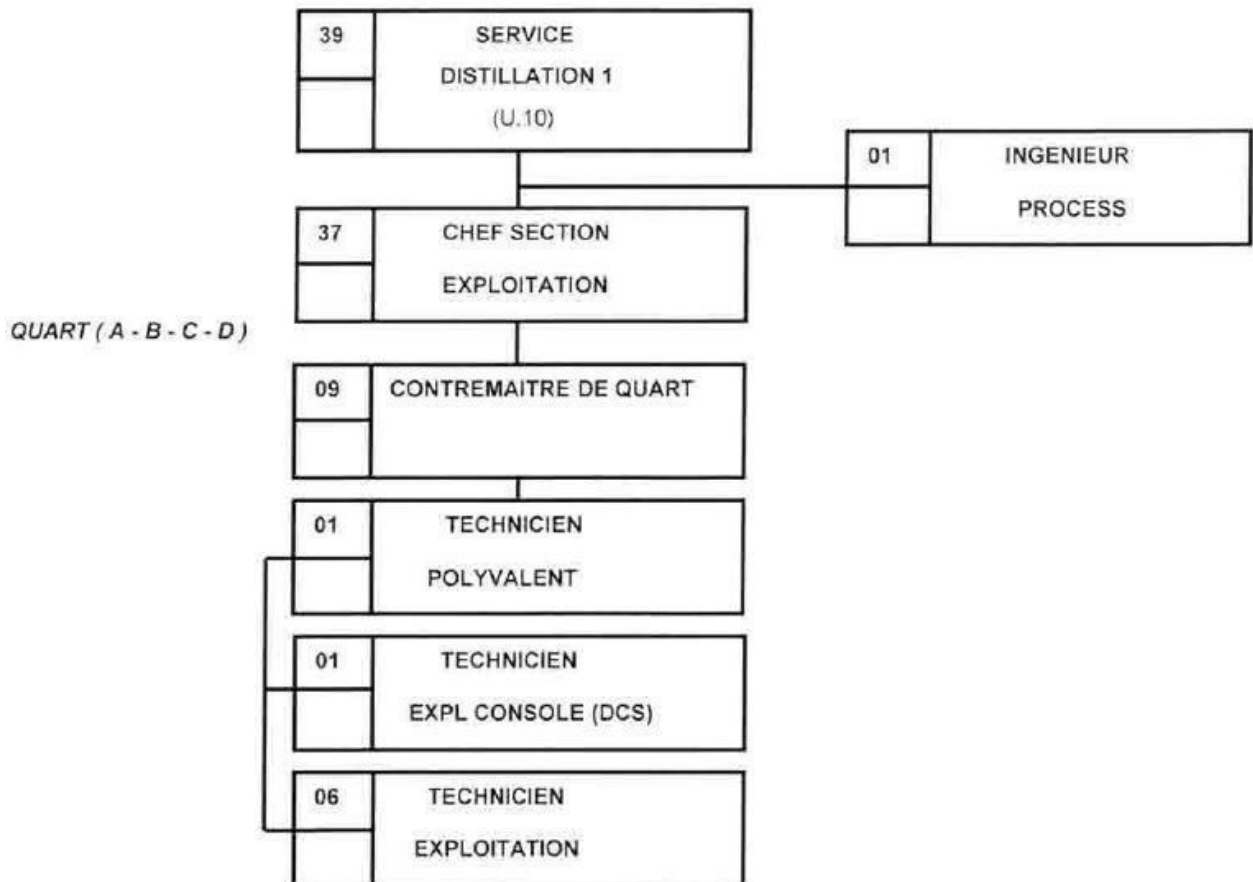 39
SERVICE
DISTILLATION 1
(U.10)
01
INGENIEUR
PROCESS
37
CHEF SECTION
EXPLOITATION
QUART ( A - B - C - D )
09
CONTREMAITRE DE QUART
01
TECHNICIEN
POLYVALENT
01
TECHNICIEN
EXPL CONSOLE (DCS)
06
TECHNICIEN
EXPLOITATION